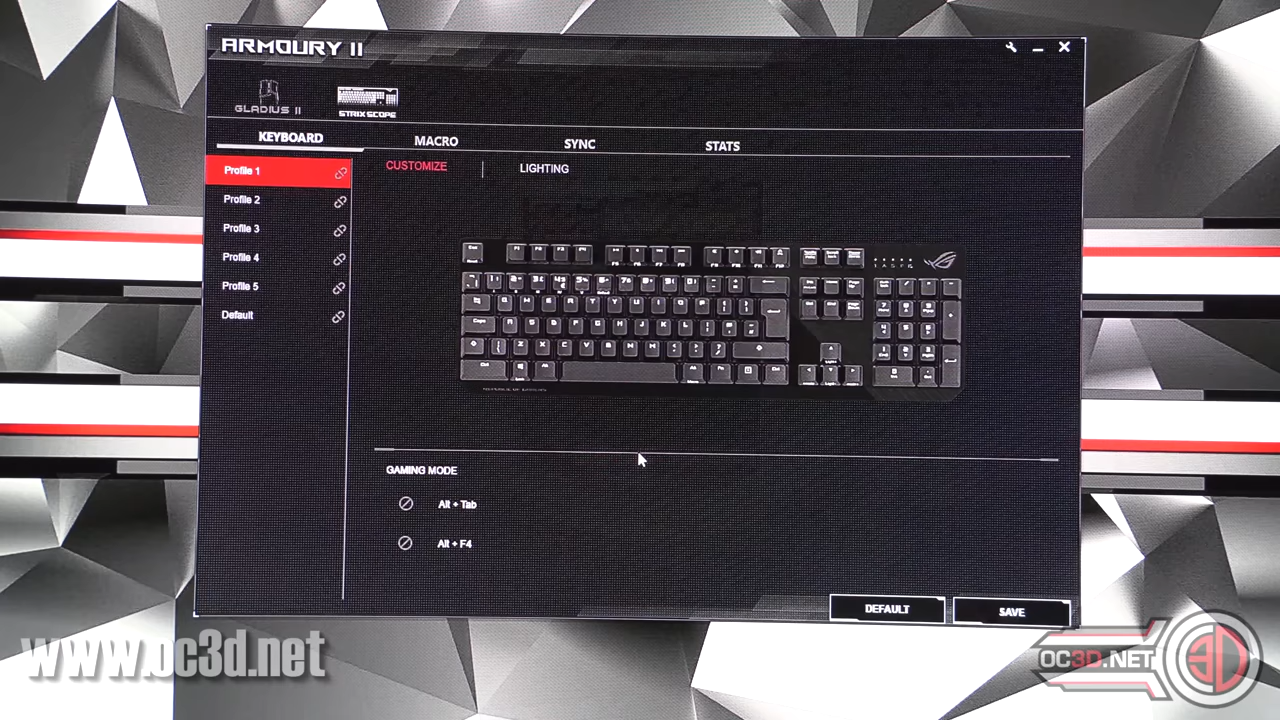 ARMOURY II
GLADIUS II
STRIX SCOPE
KEYBOARD
MACRO
SYNC
STATS
Profile 1
Profile 2
Profile 3
Profile 4
Profile 5
Default
CUSTOMIZE
LIGHTING
GAMING MODE
Alt + Tab
Alt + F4
DEFAULT
SAVE
www.oc3d.net
OC3D.NET
3D